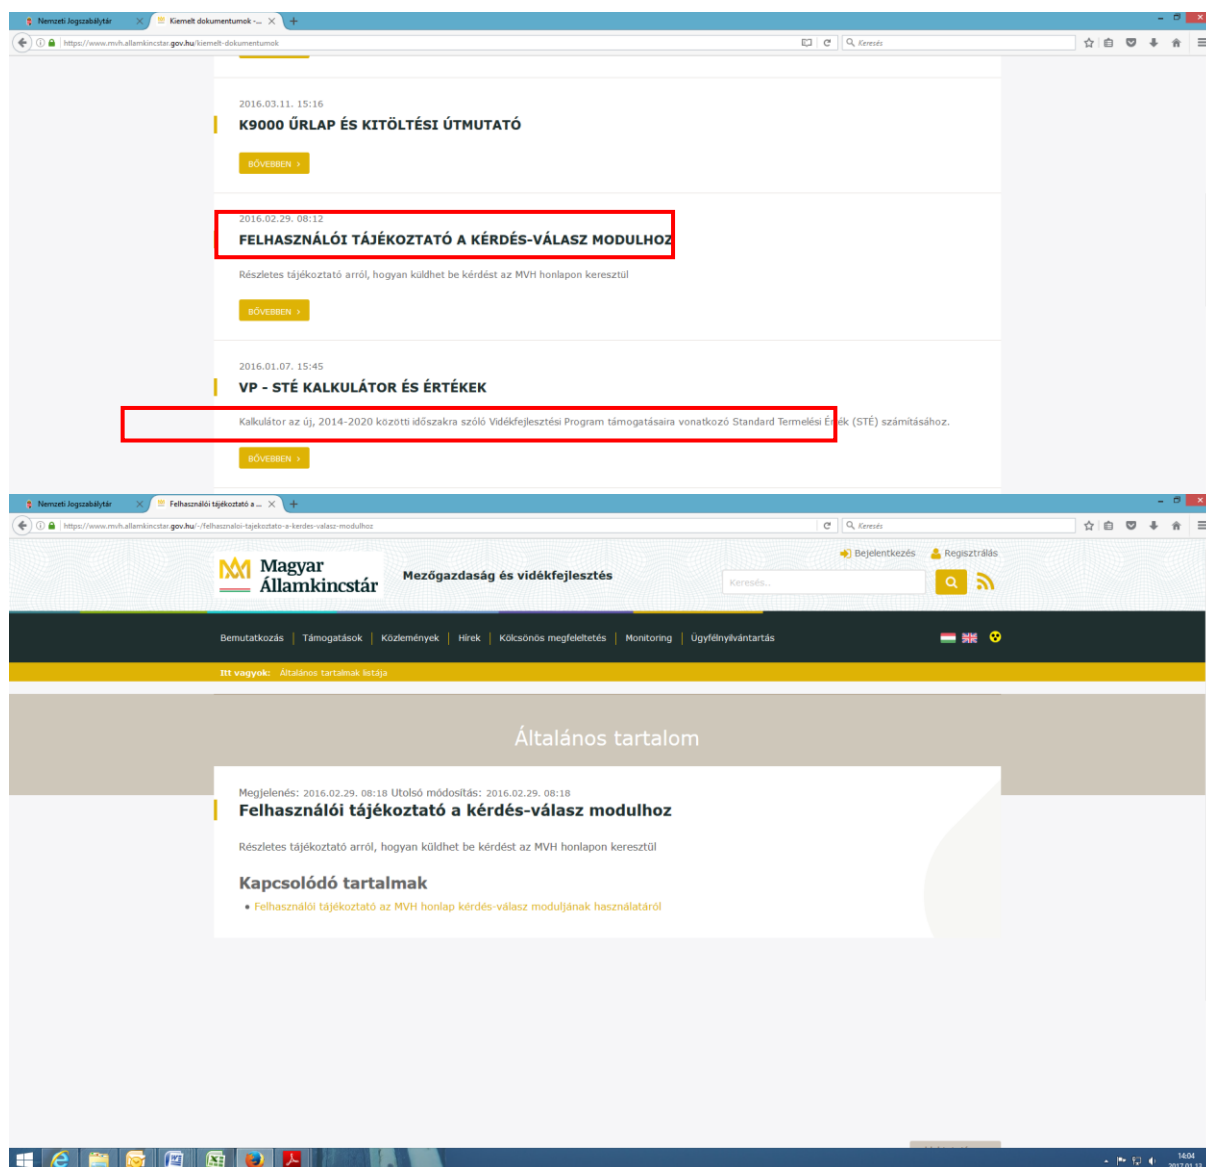 Nemzeti Jogszabálytár
Kiemelt dokumentumok -...
https://www.mvh.allamkincstar.gov.hu/kiemelt-dokumentumok
Keresés
2016.03.11. 15:16
K9000 ŰRLAP ÉS KITÖLTÉSI ÚTMUTATÓ
BŐVEBBEN ›
2016.02.29. 08:12
FELHASZNÁLÓI TÁJÉKOZTATÓ A KÉRDÉS-VÁLASZ MODULHOZ
Részletes tájékoztató arról, hogyan küldhet be kérdést az MVH honlapon keresztül
BŐVEBBEN ›
2016.01.07. 15:45
VP - STÉ KALKULÁTOR ÉS ÉRTÉKEK
Kalkulátor az új, 2014-2020 közötti időszakra szóló Vidékfejlesztési Program támogatásaira vonatkozó Standard Termelési Érték (STÉ) számításához.
BŐVEBBEN ›
Nemzeti Jogszabálytár
Felhasználói tájékoztató a ...
https://www.mvh.allamkincstar.gov.hu/-/felhasznaloi-tajekoztato-a-kerdes-valasz-modulhoz
Keresés
Bejelentkezés
Regisztrálás
Magyar
Államkincstár
Mezőgazdaság és vidékfejlesztés
Keresés...
Bemutatkozás | Támogatások | Közlemények | Hírek | Kölcsönös megfeleltetés | Monitoring | Ügyfélnyilvántartás
Itt vagyok: Általános tartalmak listája
Általános tartalom
Megjelenés: 2016.02.29. 08:18 Utolsó módosítás: 2016.02.29. 08:18
Felhasználói tájékoztató a kérdés-válasz modulhoz
Részletes tájékoztató arról, hogyan küldhet be kérdést az MVH honlapon keresztül
Kapcsolódó tartalmak
• Felhasználói tájékoztató az MVH honlap kérdés-válasz moduljának használatáról
14:04
2017.01.13